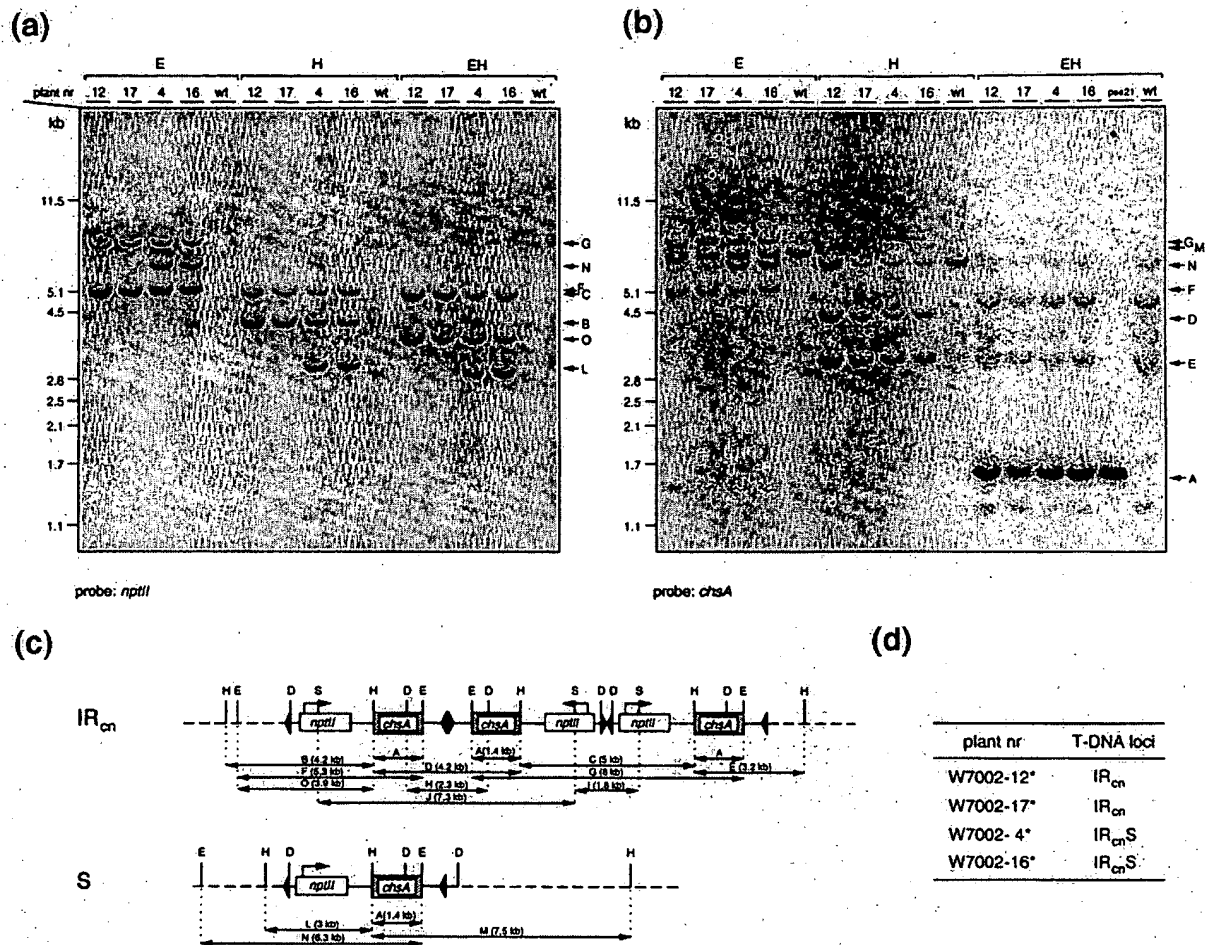 (a)
E H EH
plant nr 12 17 4 16 wt 12 17 4 16 wt 12 17 4 16 wt
kb
11.5
5.1
4.5
2.8
2.5
2.1
1.7
1.1
G
N
F
C
B
O
L
probe: nptII
(b)
E H EH
12 17 4 16 wt 12 17 4 16 wt 12 17 4 16 wt
kb
11.5
5.1
4.5
2.8
2.5
2.1
1.7
1.1
G
M
N
F
D
E
A
probe: chsA
(c)
H E D S H D E E D H S D D S H D E H
IRcn
nptII chsA chsA nptII nptII chsA
A A(1.4 kb) A
B (4.2 kb) D (4.2 kb) C (5 kb) E (3.2 kb)
F (5.3 kb) G (8 kb)
O (3.9 kb) H (2.3 kb) I (1.8 kb)
J (7.3 kb)
E H D H D E D H
S
nptII chsA
A(1.4 kb)
L (3 kb) M (7.5 kb)
N (6.3 kb)
(d)
plant nr T-DNA loci
W7002-12* IRcn
W7002-17* IRcn
W7002- 4* IRcnS
W7002-16* IRcnS